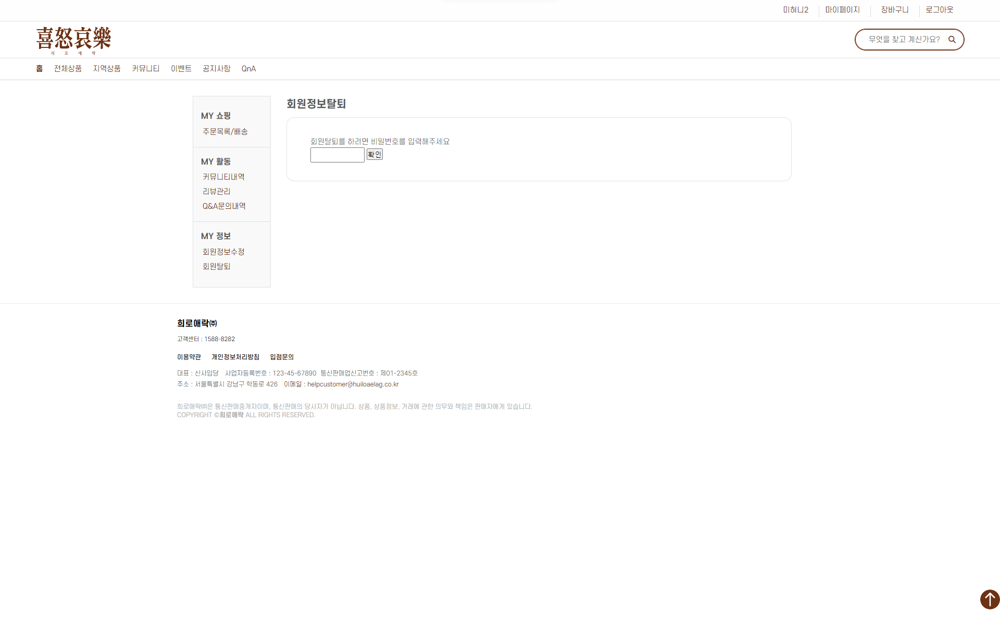 미혀니2 마이페이지 장바구니 로그아웃
喜怒哀樂
희 로 애 락
무엇을 찾고 계신가요?
홈 전체상품 지역상품 커뮤니티 이벤트 공지사항 QnA
MY 쇼핑
주문목록/배송
MY 활동
커뮤니티내역
리뷰관리
Q&A문의내역
MY 정보
회원정보수정
회원탈퇴
회원정보탈퇴
회원탈퇴를 하려면 비밀번호를 입력해주세요
확인
희로애락㈜
고객센터 : 1588-8282
이용약관 개인정보처리방침 입점문의
대표 : 신사임당 사업자등록번호 : 123-45-67890 통신판매업신고번호 : 제01-2345호
주소 : 서울특별시 강남구 학동로 426 이메일 : helpcustomer@huiloaelag.co.kr
희로애락㈜은 통신판매중개자이며, 통신판매의 당사자가 아닙니다. 상품, 상품정보, 거래에 관한 의무와 책임은 판매자에게 있습니다.
COPYRIGHT ©희로애락 ALL RIGHTS RESERVED.